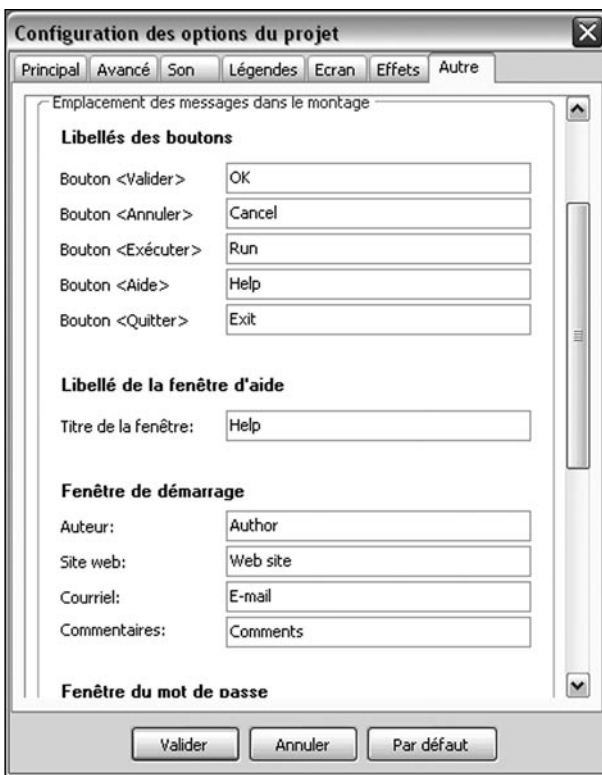 Configuration des options du projet
Principal Avancé Son Légendes Ecran Effets Autre
Emplacement des messages dans le montage
Libellés des boutons
Bouton <Valider> OK
Bouton <Annuler> Cancel
Bouton <Exécuter> Run
Bouton <Aide> Help
Bouton <Quitter> Exit
Libellé de la fenêtre d'aide
Titre de la fenêtre: Help
Fenêtre de démarrage
Auteur: Author
Site web: Web site
Courriel: E-mail
Commentaires: Comments
Fenêtre du mot de passe
Valider Annuler Par défaut